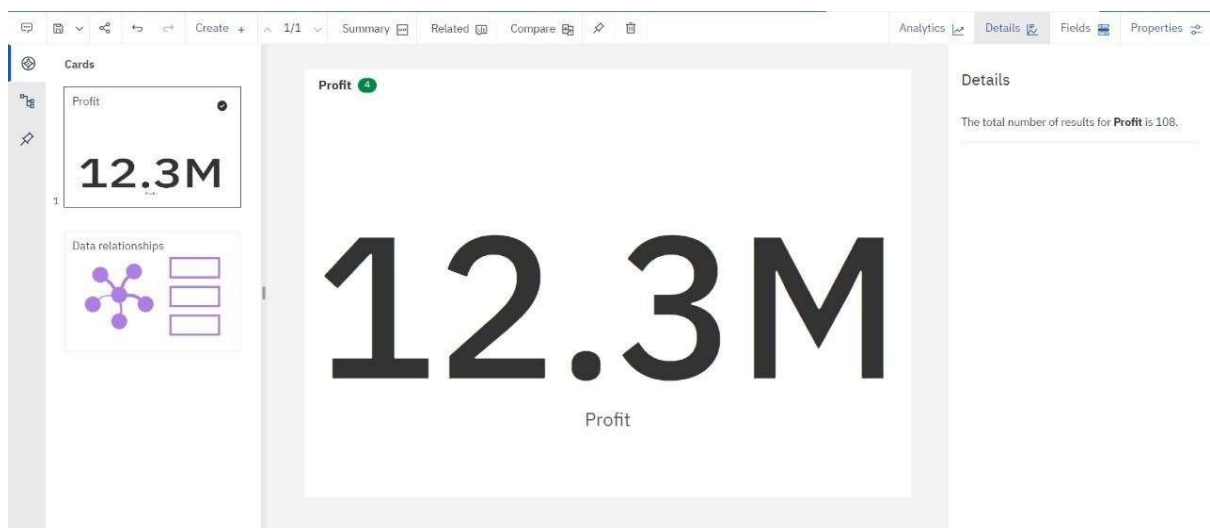 Create +
1/1
Summary
Related
Compare
Analytics
Details
Fields
Properties
Cards
Profit
12.3M
1
Data relationships
Profit 4
12.3M
Profit
Details
The total number of results for Profit is 108.